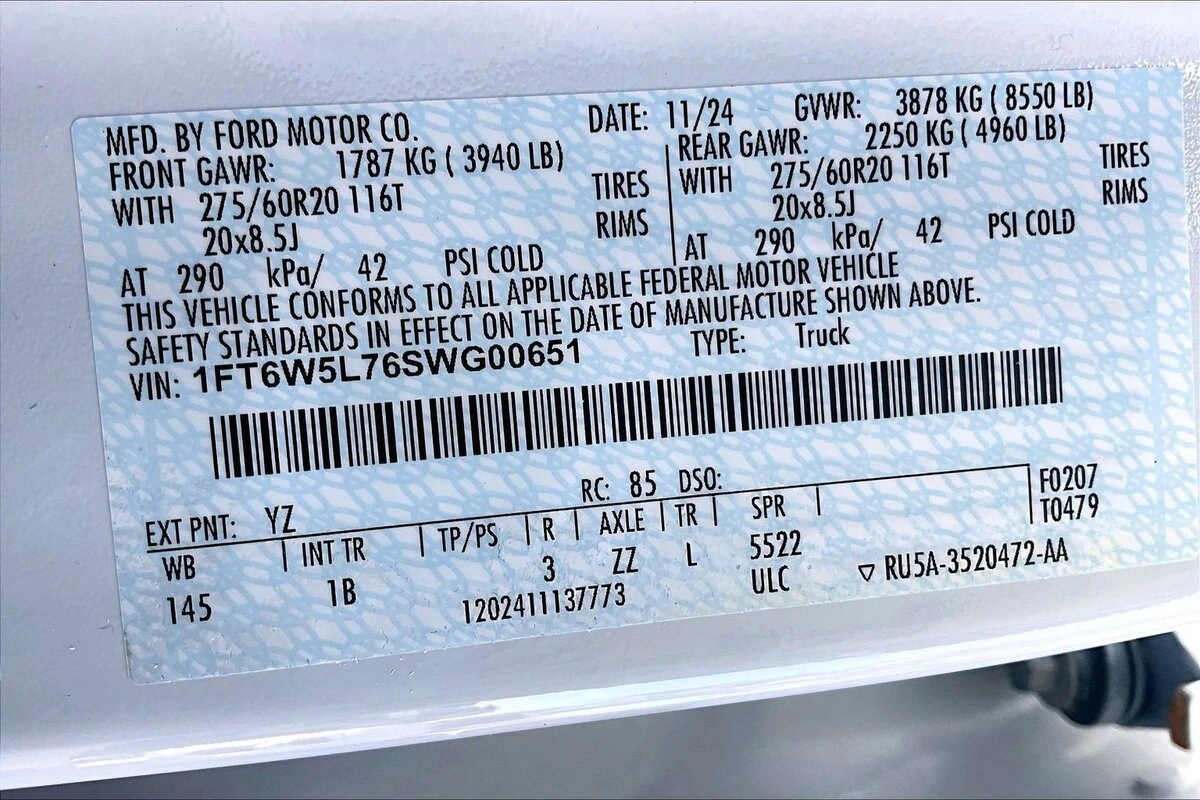 MFD. BY FORD MOTOR CO. DATE: 11/24 GVWR: 3878 KG ( 8550 LB)
FRONT GAWR: 1787 KG ( 3940 LB) REAR GAWR: 2250 KG ( 4960 LB)
WITH 275/60R20 116T TIRES WITH 275/60R20 116T TIRES
20x8.5J RIMS 20x8.5J RIMS
AT 290 kPa/ 42 PSI COLD AT 290 kPa/ 42 PSI COLD
THIS VEHICLE CONFORMS TO ALL APPLICABLE FEDERAL MOTOR VEHICLE
SAFETY STANDARDS IN EFFECT ON THE DATE OF MANUFACTURE SHOWN ABOVE.
VIN: 1FT6W5L76SWG00651 TYPE: Truck
EXT PNT: YZ RC: 85 DSO: F0207
WB INT TR TP/PS R AXLE TR SPR T0479
145 1B 3 ZZ L 5522
1202411137773 ULC ▽ RU5A-3520472-AA